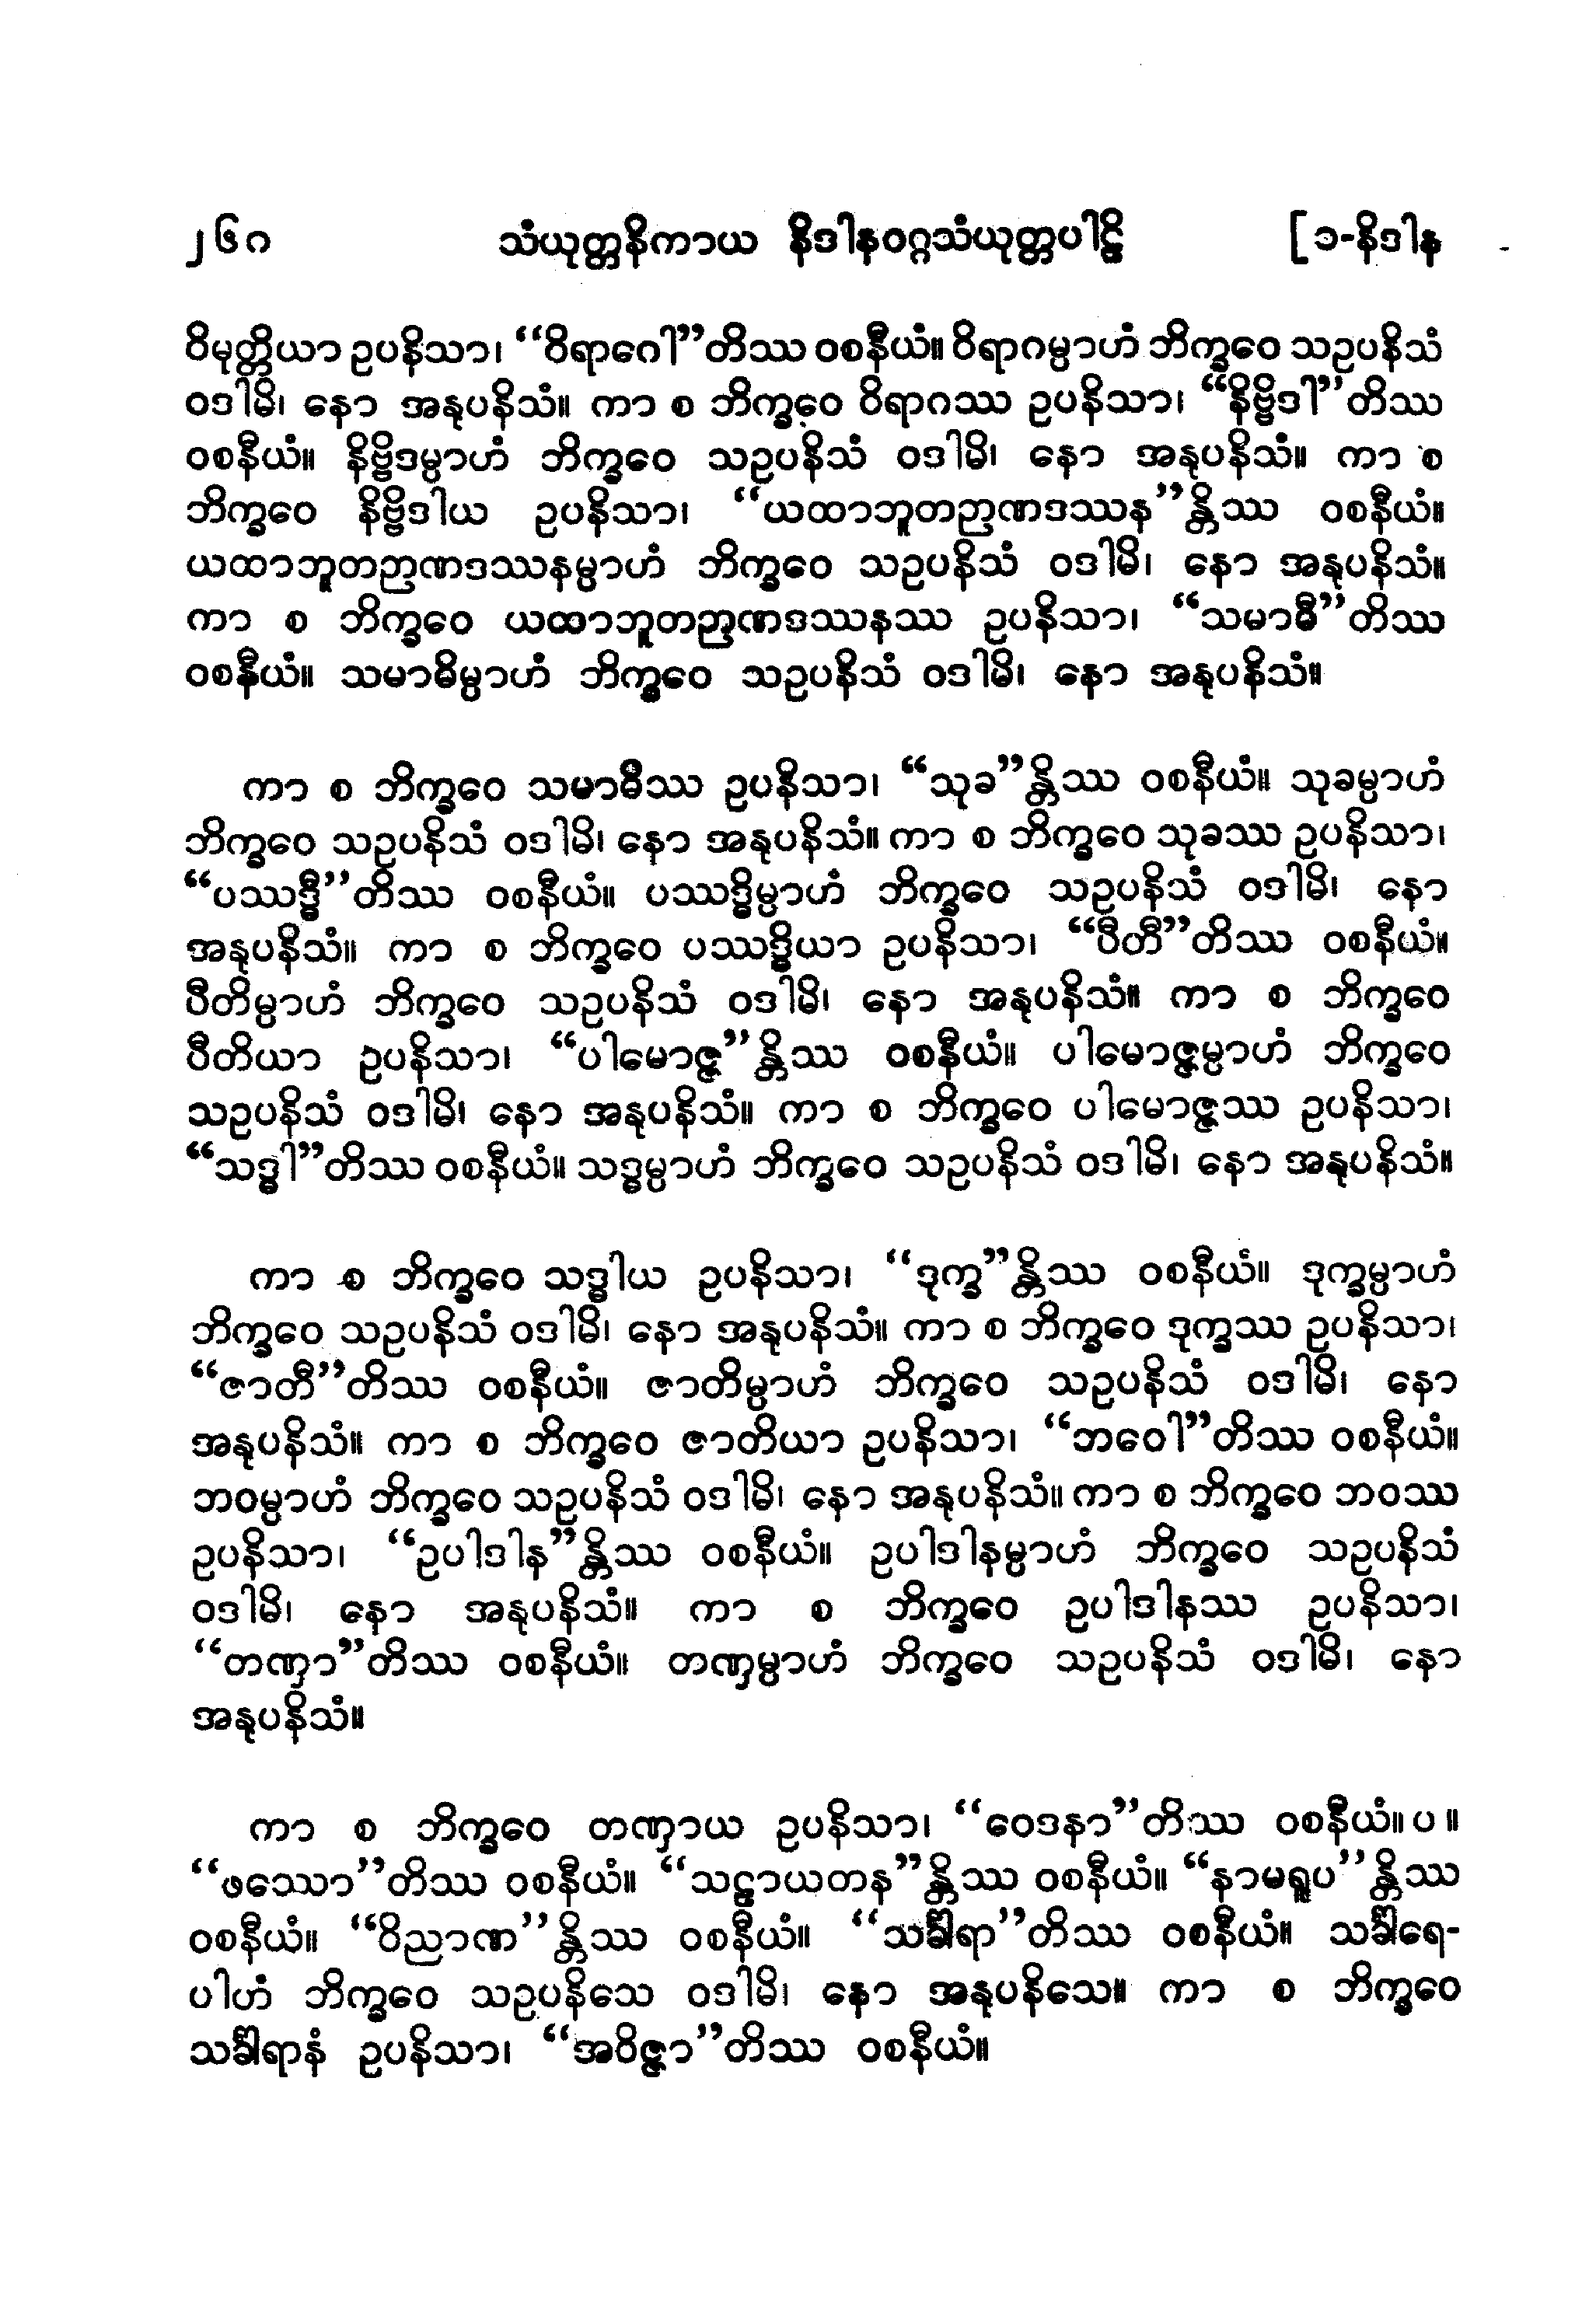 ၂၆ဂ သံယုတ္တနိကာယ နိဒါနဝဂ္ဂသံယုတ္တပါဠိ [ ၁-နိဒါန
ဝိမုတ္တိယာ ဥပနိသာ၊ “ဝိရာဂေါ”တိဿ ဝစနီယံ။ ဝိရာဂမ္ပာဟံ ဘိက္ခဝေ သဥပနိသံ
ဝဒါမိ၊ နော အနုပနိသံ။ ကာ စ ဘိက္ခဝေ ဝိရာဂဿ ဥပနိသာ၊ “နိဗ္ဗိဒါ”တိဿ
ဝစနီယံ။ နိဗ္ဗိဒမ္ပာဟံ ဘိက္ခဝေ သဥပနိသံ ဝဒါမိ၊ နော အနုပနိသံ။ ကာ စ
ဘိက္ခဝေ နိဗ္ဗိဒါယ ဥပနိသာ၊ “ယထာဘူတဉာဏဒဿန”န္တိဿ ဝစနီယံ။
ယထာဘူတဉာဏဒဿနမ္ပာဟံ ဘိက္ခဝေ သဥပနိသံ ဝဒါမိ၊ နော အနုပနိသံ။
ကာ စ ဘိက္ခဝေ ယထာဘူတဉာဏဒဿနဿ ဥပနိသာ၊ “သမာဓီ”တိဿ
ဝစနီယံ။ သမာဓိမ္ပာဟံ ဘိက္ခဝေ သဥပနိသံ ဝဒါမိ၊ နော အနုပနိသံ။
ကာ စ ဘိက္ခဝေ သမာဓိဿ ဥပနိသာ၊ “သုခ”န္တိဿ ဝစနီယံ။ သုခမ္ပာဟံ
ဘိက္ခဝေ သဥပနိသံ ဝဒါမိ၊ နော အနုပနိသံ။ ကာ စ ဘိက္ခဝေ သုခဿ ဥပနိသာ၊
“ပဿဒ္ဓီ”တိဿ ဝစနီယံ။ ပဿဒ္ဓိမ္ပာဟံ ဘိက္ခဝေ သဥပနိသံ ဝဒါမိ၊ နော
အနုပနိသံ။ ကာ စ ဘိက္ခဝေ ပဿဒ္ဓိယာ ဥပနိသာ၊ “ပီတီ”တိဿ ဝစနီယံ။
ပီတိမ္ပာဟံ ဘိက္ခဝေ သဥပနိသံ ဝဒါမိ၊ နော အနုပနိသံ။ ကာ စ ဘိက္ခဝေ
ပီတိယာ ဥပနိသာ၊ “ပါမောဇ္ဇ”န္တိဿ ဝစနီယံ။ ပါမောဇ္ဇမ္ပာဟံ ဘိက္ခဝေ
သဥပနိသံ ဝဒါမိ၊ နော အနုပနိသံ။ ကာ စ ဘိက္ခဝေ ပါမောဇ္ဇဿ ဥပနိသာ၊
“သဒ္ဓါ”တိဿ ဝစနီယံ။ သဒ္ဓမ္ပာဟံ ဘိက္ခဝေ သဥပနိသံ ဝဒါမိ၊ နော အနုပနိသံ။
ကာ စ ဘိက္ခဝေ သဒ္ဓါယ ဥပနိသာ၊ “ဒုက္ခ”န္တိဿ ဝစနီယံ။ ဒုက္ခမ္ပာဟံ
ဘိက္ခဝေ သဥပနိသံ ဝဒါမိ၊ နော အနုပနိသံ။ ကာ စ ဘိက္ခဝေ ဒုက္ခဿ ဥပနိသာ၊
“ဇာတီ”တိဿ ဝစနီယံ။ ဇာတိမ္ပာဟံ ဘိက္ခဝေ သဥပနိသံ ဝဒါမိ၊ နော
အနုပနိသံ။ ကာ စ ဘိက္ခဝေ ဇာတိယာ ဥပနိသာ၊ “ဘဝေါ”တိဿ ဝစနီယံ။
ဘဝမ္ပာဟံ ဘိက္ခဝေ သဥပနိသံ ဝဒါမိ၊ နော အနုပနိသံ။ ကာ စ ဘိက္ခဝေ ဘဝဿ
ဥပနိသာ၊ “ဥပါဒါန”န္တိဿ ဝစနီယံ။ ဥပါဒါနမ္ပာဟံ ဘိက္ခဝေ သဥပနိသံ
ဝဒါမိ၊ နော အနုပနိသံ။ ကာ စ ဘိက္ခဝေ ဥပါဒါနဿ ဥပနိသာ၊
“တဏှာ”တိဿ ဝစနီယံ။ တဏှမ္ပာဟံ ဘိက္ခဝေ သဥပနိသံ ဝဒါမိ၊ နော
အနုပနိသံ။
ကာ စ ဘိက္ခဝေ တဏှာယ ဥပနိသာ၊ “ဝေဒနာ”တိဿ ဝစနီယံ။ ပ ။
“ဖဿော”တိဿ ဝစနီယံ။ “သဠာယတန”န္တိဿ ဝစနီယံ။ “နာမရူပ”န္တိဿ
ဝစနီယံ။ “ဝိညာဏ”န္တိဿ ဝစနီယံ။ “သင်္ခါရာ”တိဿ ဝစနီယံ။ သင်္ခါရေ-
ပါဟံ ဘိက္ခဝေ သဥပနိသေ ဝဒါမိ၊ နော အနုပနိသေ။ ကာ စ ဘိက္ခဝေ
သင်္ခါရာနံ ဥပနိသာ၊ “အဝိဇ္ဇာ”တိဿ ဝစနီယံ။